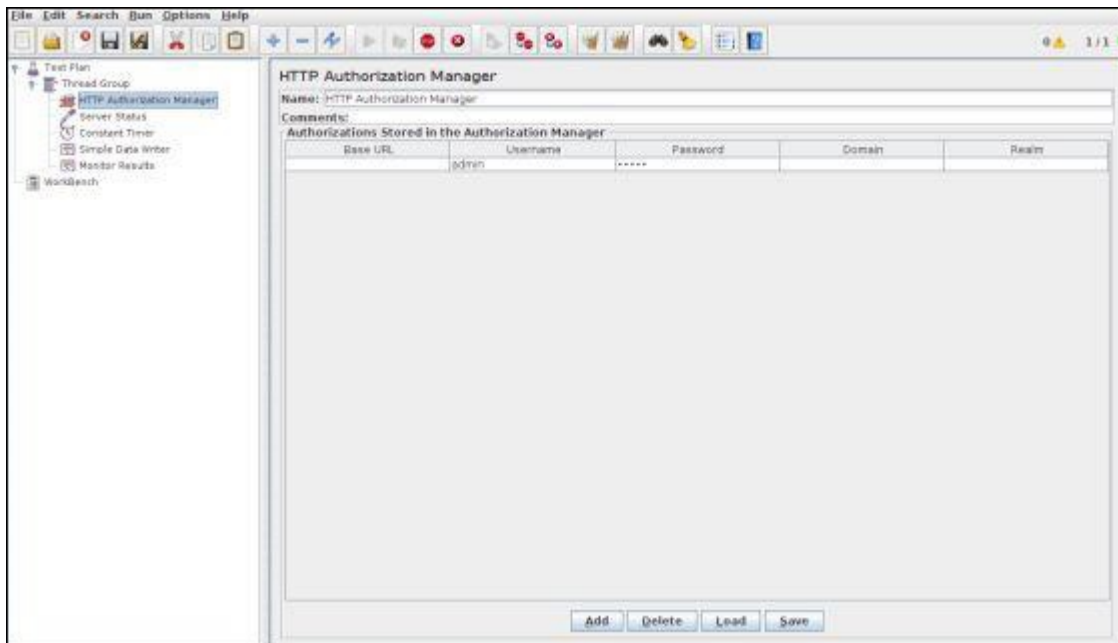 File Edit Search Run Options Help
0 1/1
Test Plan
Thread Group
HTTP Authorization Manager
Server Status
Constant Timer
Simple Data Writer
Monitor Results
WorkBench
HTTP Authorization Manager
Name: HTTP Authorization Manager
Comments:
Authorizations Stored in the Authorization Manager
Base URL Username Password Domain Realm
admin •••••
Add Delete Load Save